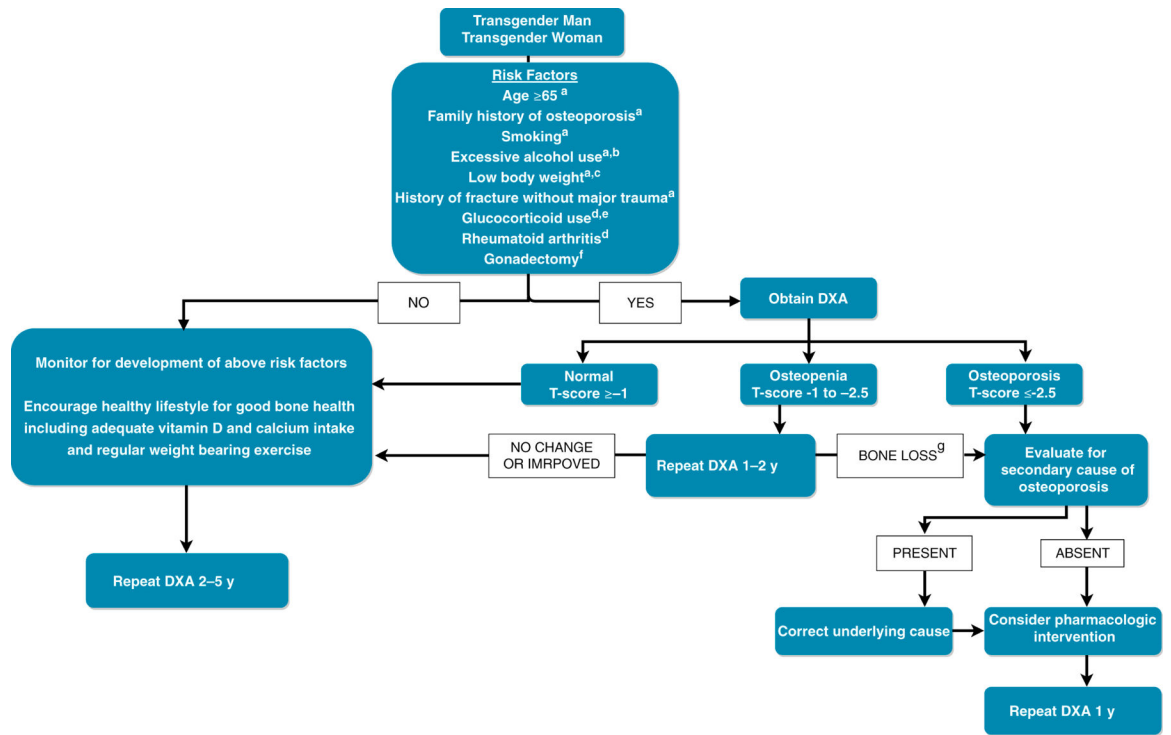 Transgender Man
Transgender Woman
Risk Factors
Age ≥65 a
Family history of osteoporosisa
Smokinga
Excessive alcohol usea,b
Low body weighta,c
History of fracture without major traumaa
Glucocorticoid used,e
Rheumatoid arthritisd
Gonadectomyf
NO
YES
Obtain DXA
Monitor for development of above risk factors
Encourage healthy lifestyle for good bone health
including adequate vitamin D and calcium intake
and regular weight bearing exercise
Normal
T-score ≥–1
Osteopenia
T-score -1 to –2.5
Osteoporosis
T-score ≤-2.5
NO CHANGE
OR IMRPOVED
Repeat DXA 1–2 y
BONE LOSSg
Evaluate for
secondary cause of
osteoporosis
PRESENT
ABSENT
Repeat DXA 2–5 y
Correct underlying cause
Consider pharmacologic
intervention
Repeat DXA 1 y